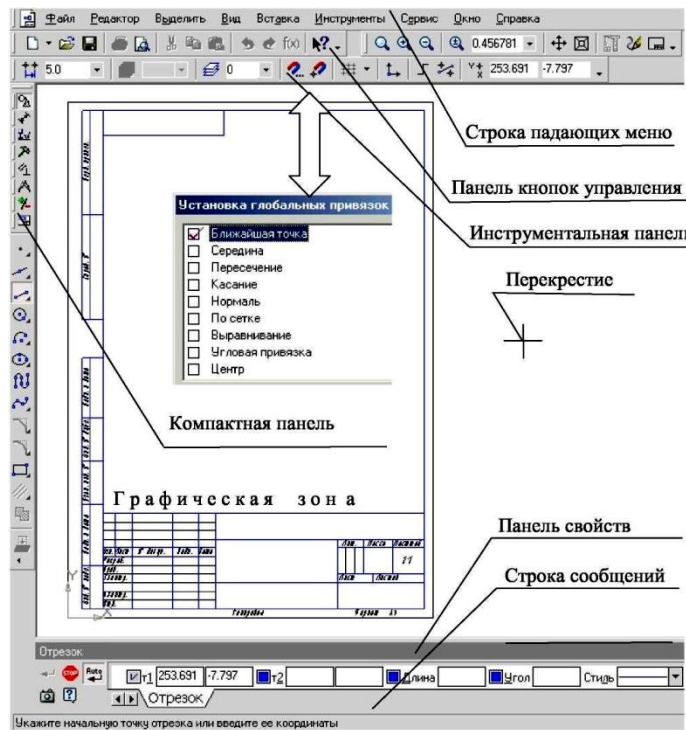 Файл Редактор Выделить Вид Вставка Инструменты Сервис Окно Справка
f(x) 0.456781
5.0 0 253.691 -7.797
Строка падающих меню
Панель кнопок управления
Инструментальная панель
Перекрестие
Установка глобальных привязок
Ближайшая точка
Середина
Пересечение
Касание
Нормаль
По сетке
Выравнивание
Угловая привязка
Центр
Компактная панель
Графическая зона
Панель свойств
Строка сообщений
Отрезок
STOP Auto т1 253.691 -7.797 т2 Длина Угол Стиль
Отрезок
Укажите начальную точку отрезка или введите ее координаты